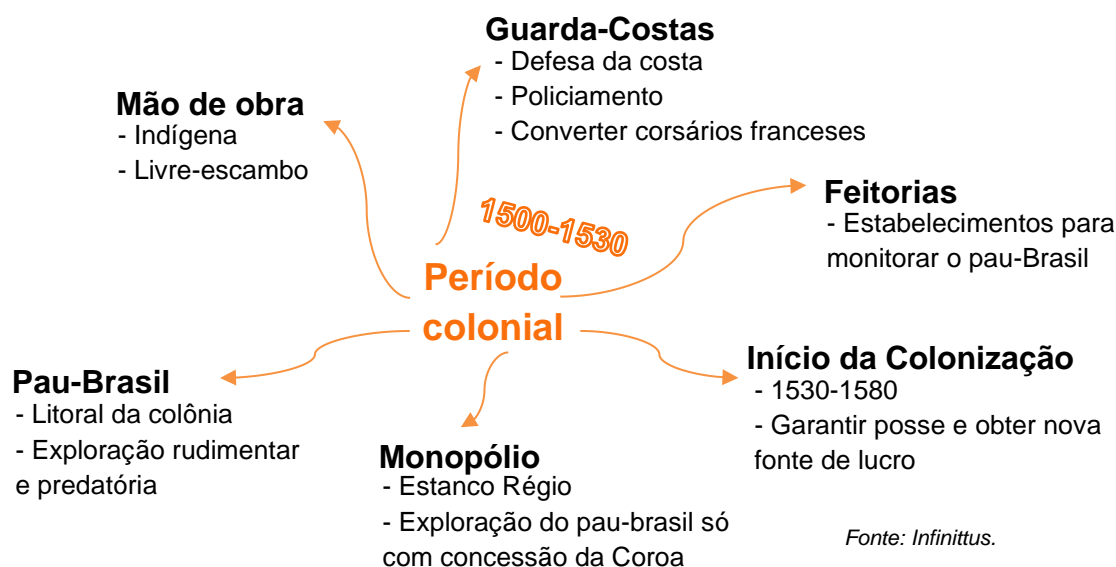 Guarda-Costas
- Defesa da costa
- Policiamento
- Converter corsários franceses
Mão de obra
- Indígena
- Livre-escambo
Feitorias
- Estabelecimentos para
monitorar o pau-Brasil
1500-1530
Período
colonial
Pau-Brasil
- Litoral da colônia
- Exploração rudimentar
e predatória
Monopólio
- Estanco Régio
- Exploração do pau-brasil só
com concessão da Coroa
Início da Colonização
- 1530-1580
- Garantir posse e obter nova
fonte de lucro
Fonte: Infinittus.